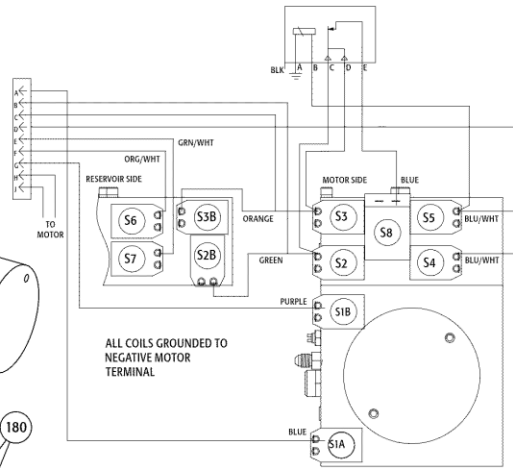 BLK
A
B
C
D
E
A
B
C
D
E
F
G
H
J
GRN/WHT
ORG/WHT
RESERVOIR SIDE
MOTOR SIDE
BLUE
TO
MOTOR
S6
S3B
ORANGE
S3
S5
BLU/WHT
S8
S7
S2B
GREEN
S2
S4
BLU/WHT
PURPLE
S1B
ALL COILS GROUNDED TO
NEGATIVE MOTOR
TERMINAL
180
BLUE
S1A